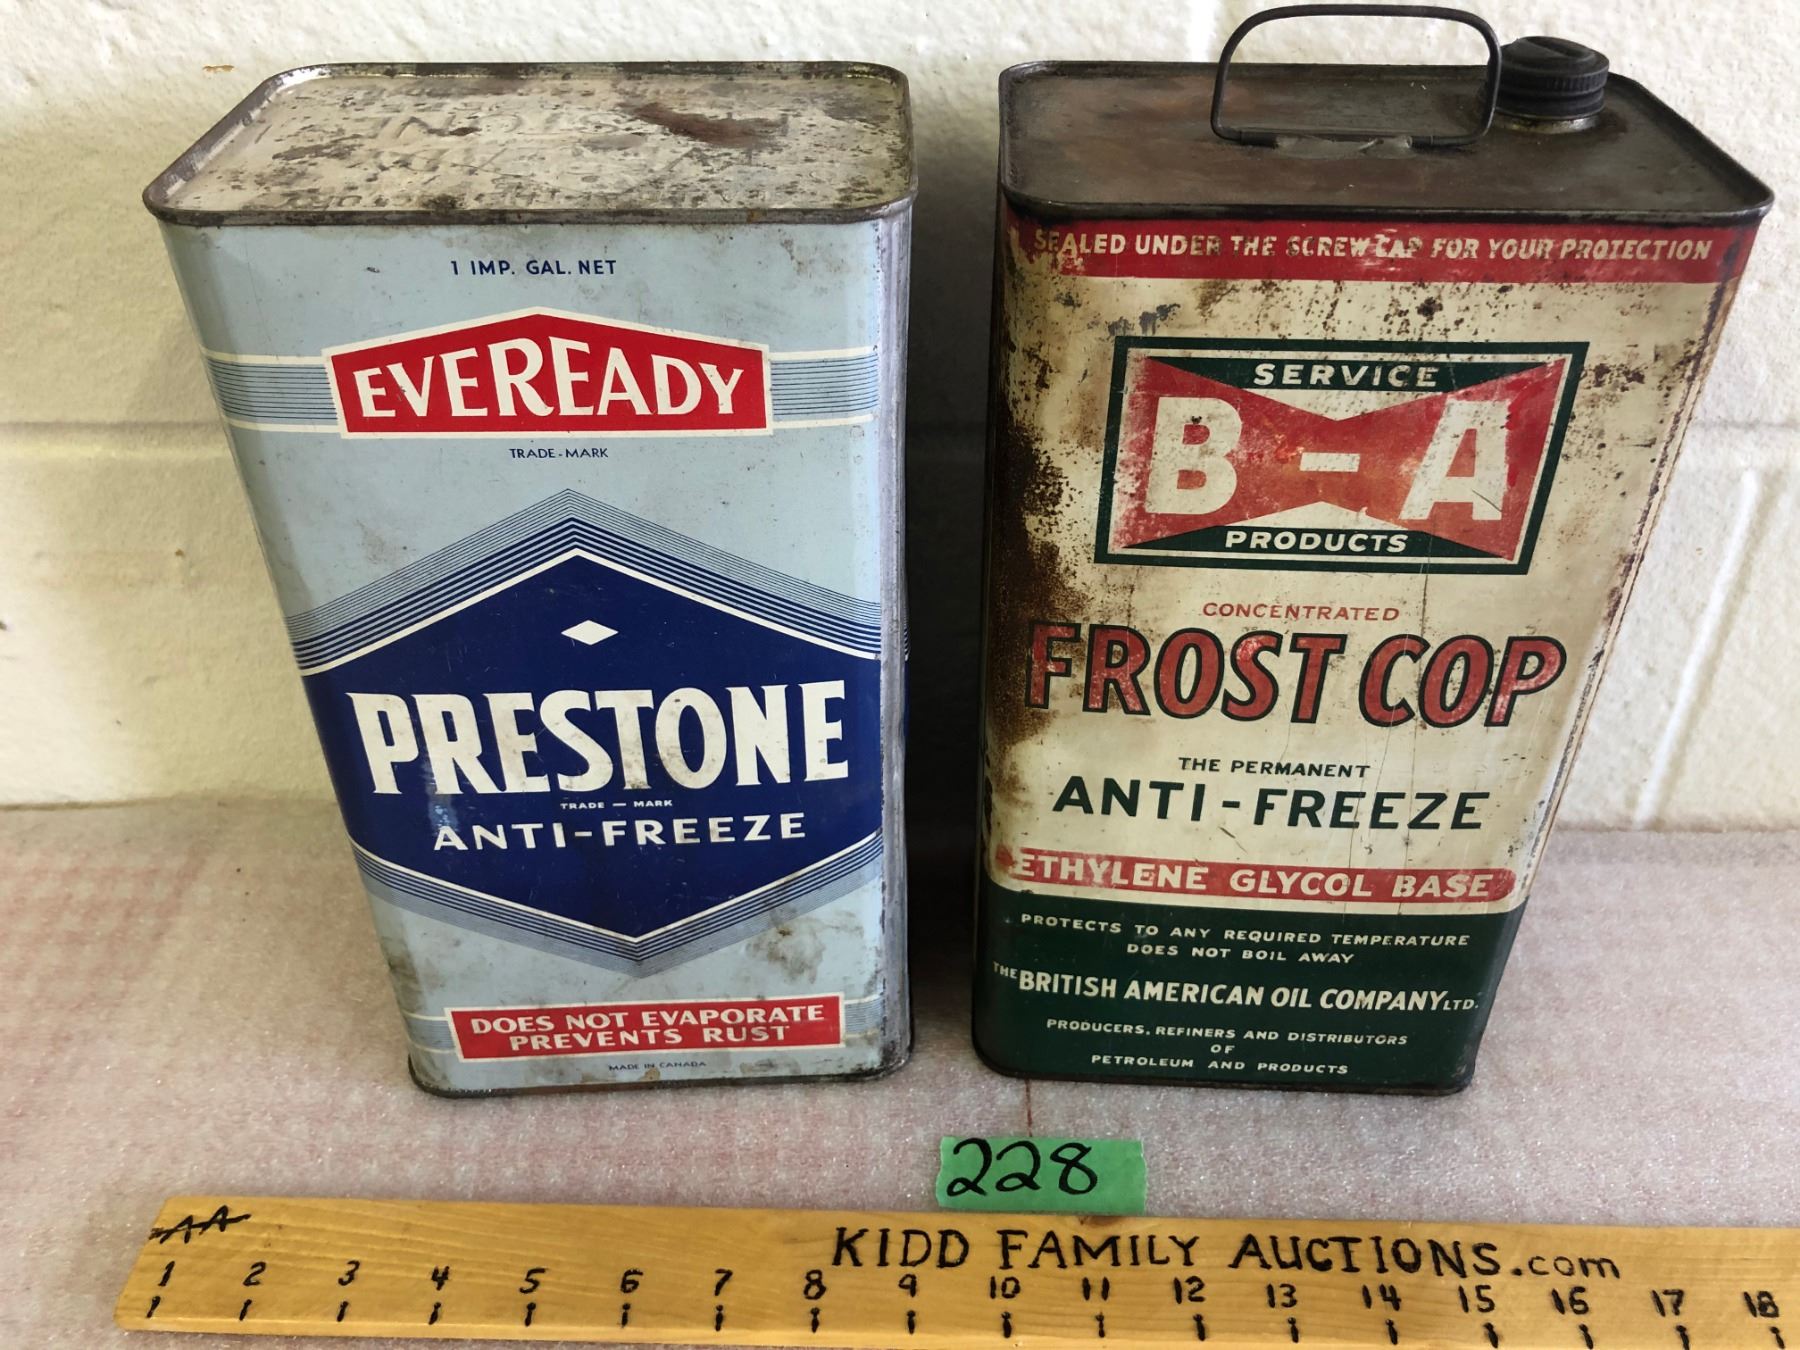 1 IMP. GAL. NET
EVEREADY
TRADE-MARK
PRESTONE
TRADE — MARK
ANTI-FREEZE
DOES NOT EVAPORATE
PREVENTS RUST
MADE IN CANADA
SEALED UNDER THE SCREW CAP FOR YOUR PROTECTION
SERVICE
B-A
PRODUCTS
CONCENTRATED
FROST COP
THE PERMANENT
ANTI-FREEZE
ETHYLENE GLYCOL BASE
PROTECTS TO ANY REQUIRED TEMPERATURE
DOES NOT BOIL AWAY
THE BRITISH AMERICAN OIL COMPANY LTD.
PRODUCERS, REFINERS AND DISTRIBUTORS
OF
PETROLEUM AND PRODUCTS
228
AA
KIDD FAMILY AUCTIONS.com
1 2 3 4 5 6 7 8 9 10 11 12 13 14 15 16 17 18